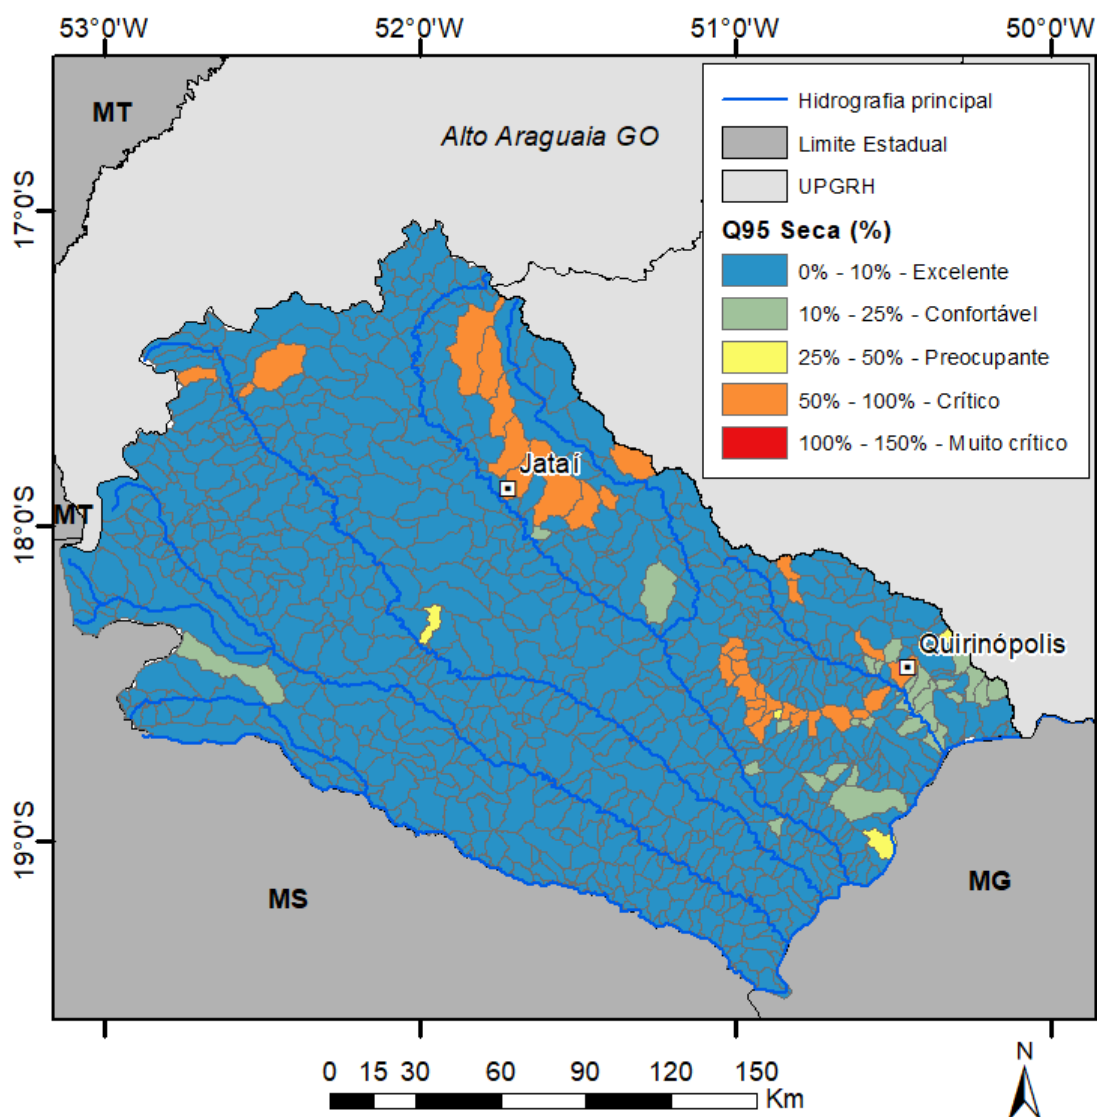 53°0'W 52°0'W 51°0'W 50°0'W
MT
Alto Araguaia GO
Hidrografia principal
Limite Estadual
UPGRH
Q95 Seca (%)
0% - 10% - Excelente
10% - 25% - Confortável
25% - 50% - Preocupante
50% - 100% - Crítico
100% - 150% - Muito crítico
17°0'S
Jataí
MT
18°0'S
Quirinópolis
19°0'S
MS
MG
N
0 15 30 60 90 120 150
Km